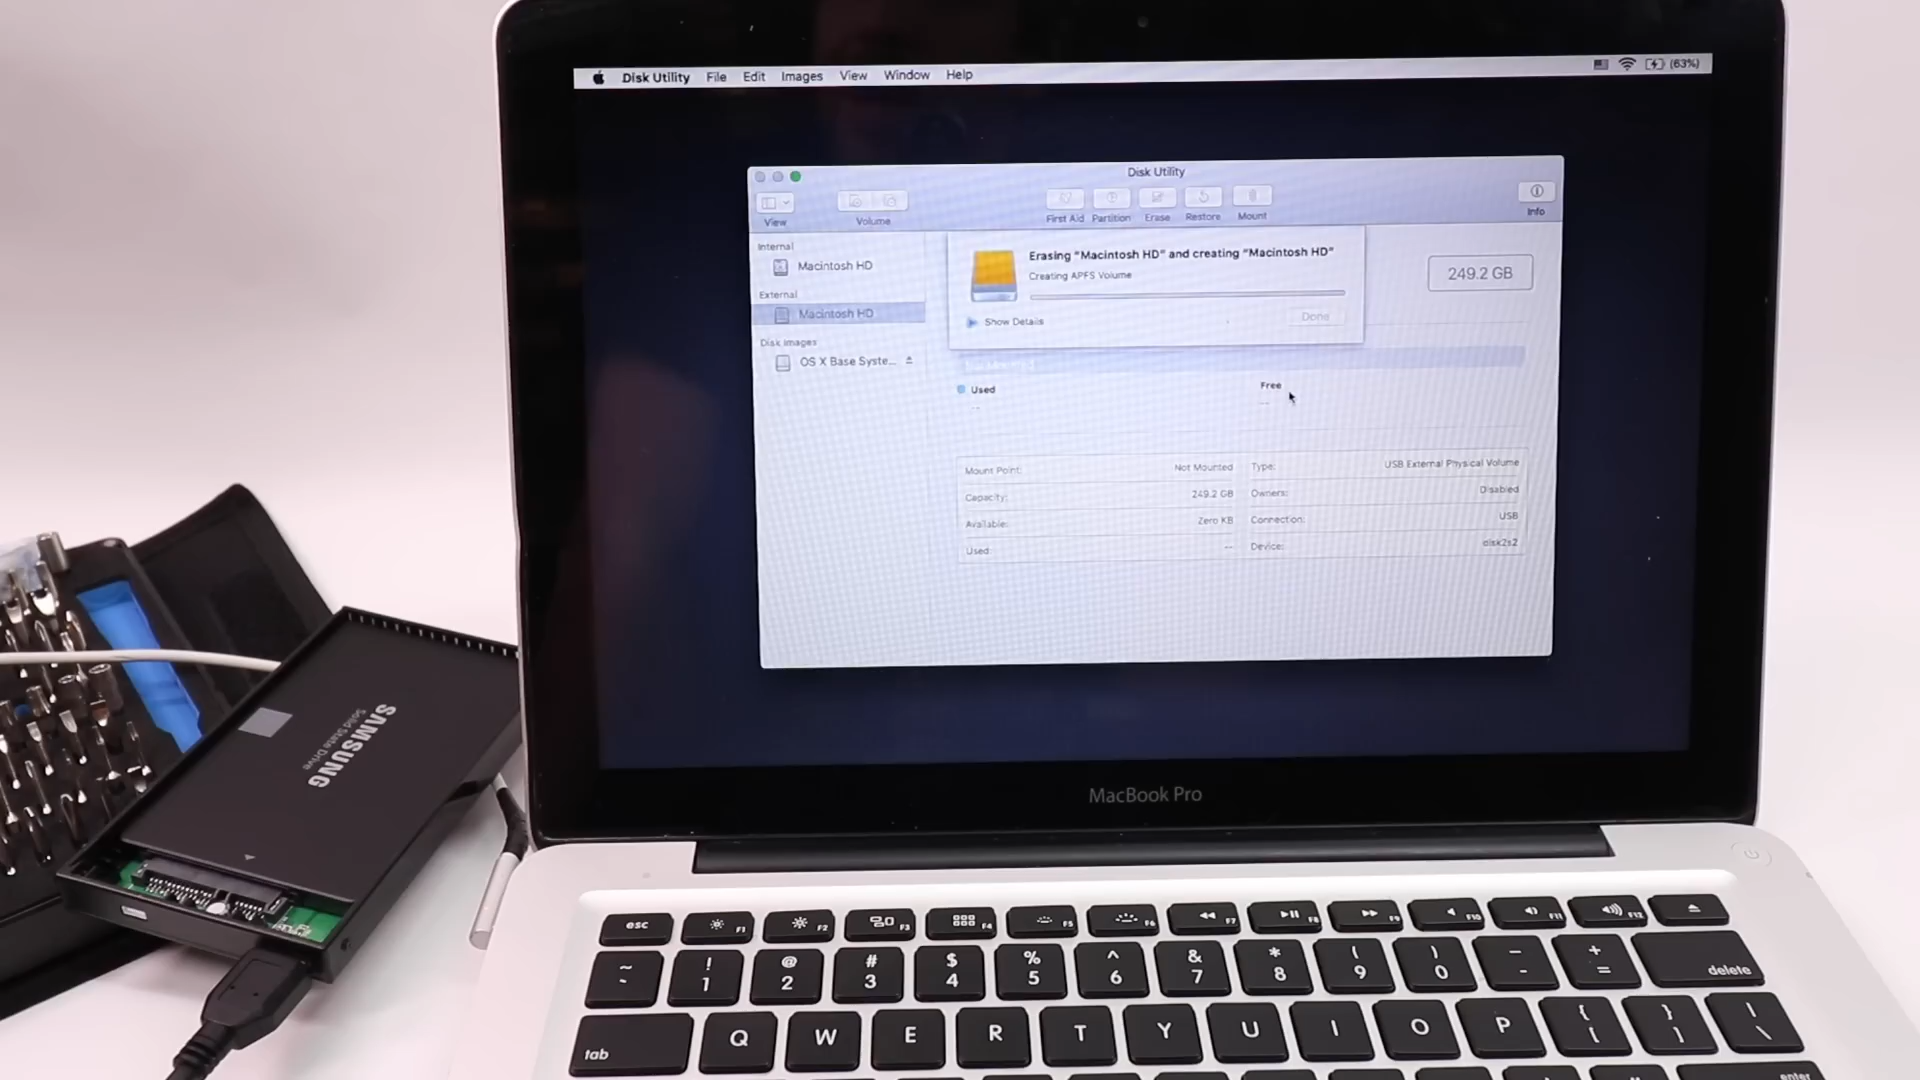 Disk Utility File Edit Images View Window Help (63%)
Disk Utility
View Volume First Aid Partition Erase Restore Mount Info
Internal
Macintosh HD
External
Macintosh HD
Disk Images
OS X Base Syste...
Erasing “Macintosh HD” and creating “Macintosh HD”
Creating APFS Volume
Show Details
Done
249.2 GB
Used
--
Free
--
Mount Point: Not Mounted
Capacity: 249.2 GB
Available: Zero KB
Used: --
Type: USB External Physical Volume
Owners: Disabled
Connection: USB
Device: disk2s2
MacBook Pro
SAMSUNG
Solid State Drive
esc F1 F2 F3 F4 F5 F6 F7 F8 F9 F10 F11 F12
~ ! 1 @ 2 # 3 $ 4 % 5 ^ 6 & 7 * 8 ( 9 ) 0 - + = delete
tab Q W E R T Y U I O P { [ } ] | \
enter